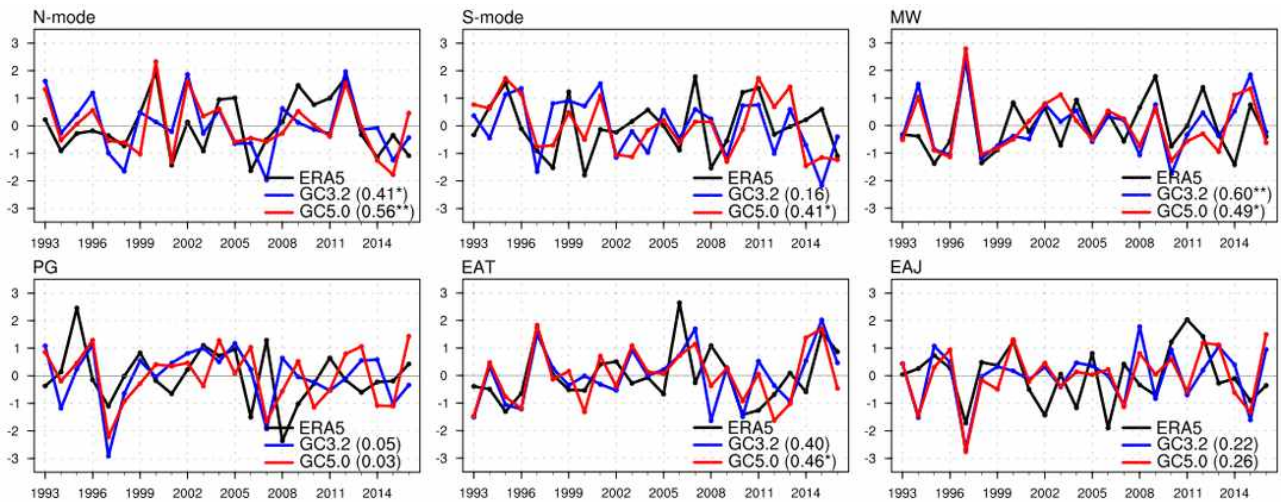 N-mode
3
2
1
0
-1
-2
-3
ERA5
GC3.2 (0.41*)
GC5.0 (0.56**)
1993 1996 1999 2002 2005 2008 2011 2014
S-mode
3
2
1
0
-1
-2
-3
ERA5
GC3.2 (0.16)
GC5.0 (0.41*)
1993 1996 1999 2002 2005 2008 2011 2014
MW
3
2
1
0
-1
-2
-3
ERA5
GC3.2 (0.60**)
GC5.0 (0.49*)
1993 1996 1999 2002 2005 2008 2011 2014
PG
3
2
1
0
-1
-2
-3
ERA5
GC3.2 (0.05)
GC5.0 (0.03)
1993 1996 1999 2002 2005 2008 2011 2014
EAT
3
2
1
0
-1
-2
-3
ERA5
GC3.2 (0.40)
GC5.0 (0.46*)
1993 1996 1999 2002 2005 2008 2011 2014
EAJ
3
2
1
0
-1
-2
-3
ERA5
GC3.2 (0.22)
GC5.0 (0.26)
1993 1996 1999 2002 2005 2008 2011 2014